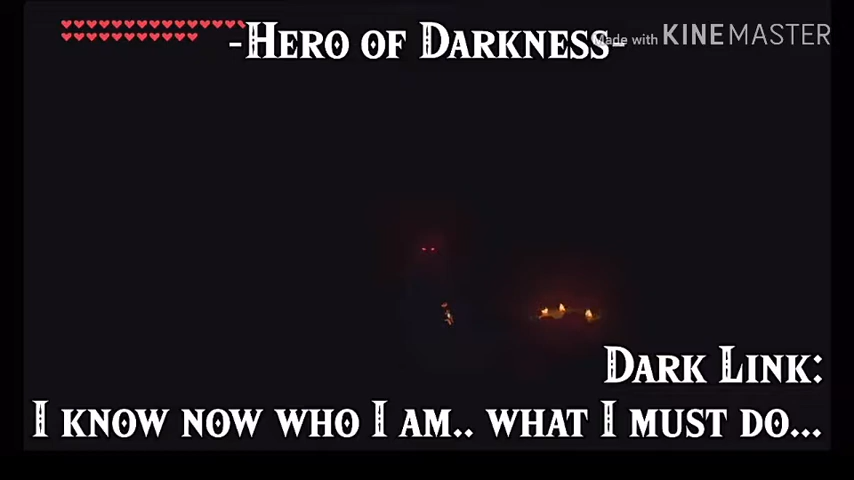 -Hero of Darkness-
Made with KINEMASTER
Dark Link:
I know now who I am.. what I must do...